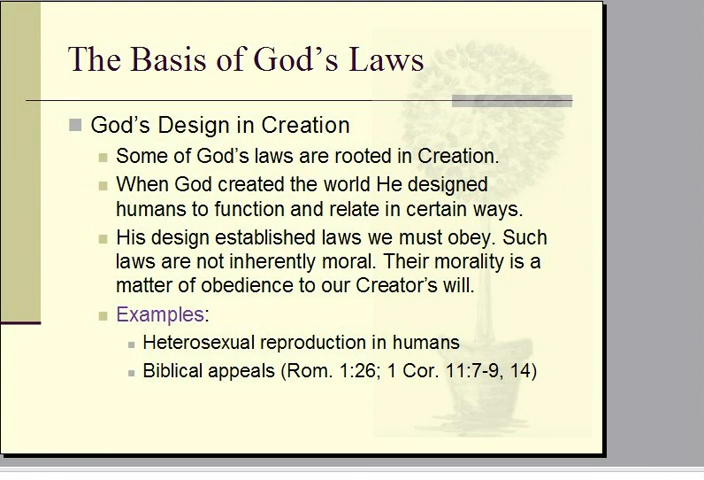 The Basis of God's Laws
God's Design in Creation
Some of God's laws are rooted in Creation.
When God created the world He designed
humans to function and relate in certain ways.
His design established laws we must obey. Such
laws are not inherently moral. Their morality is a
matter of obedience to our Creator's will.
Examples:
Heterosexual reproduction in humans
Biblical appeals (Rom. 1:26; 1 Cor. 11:7-9, 14)